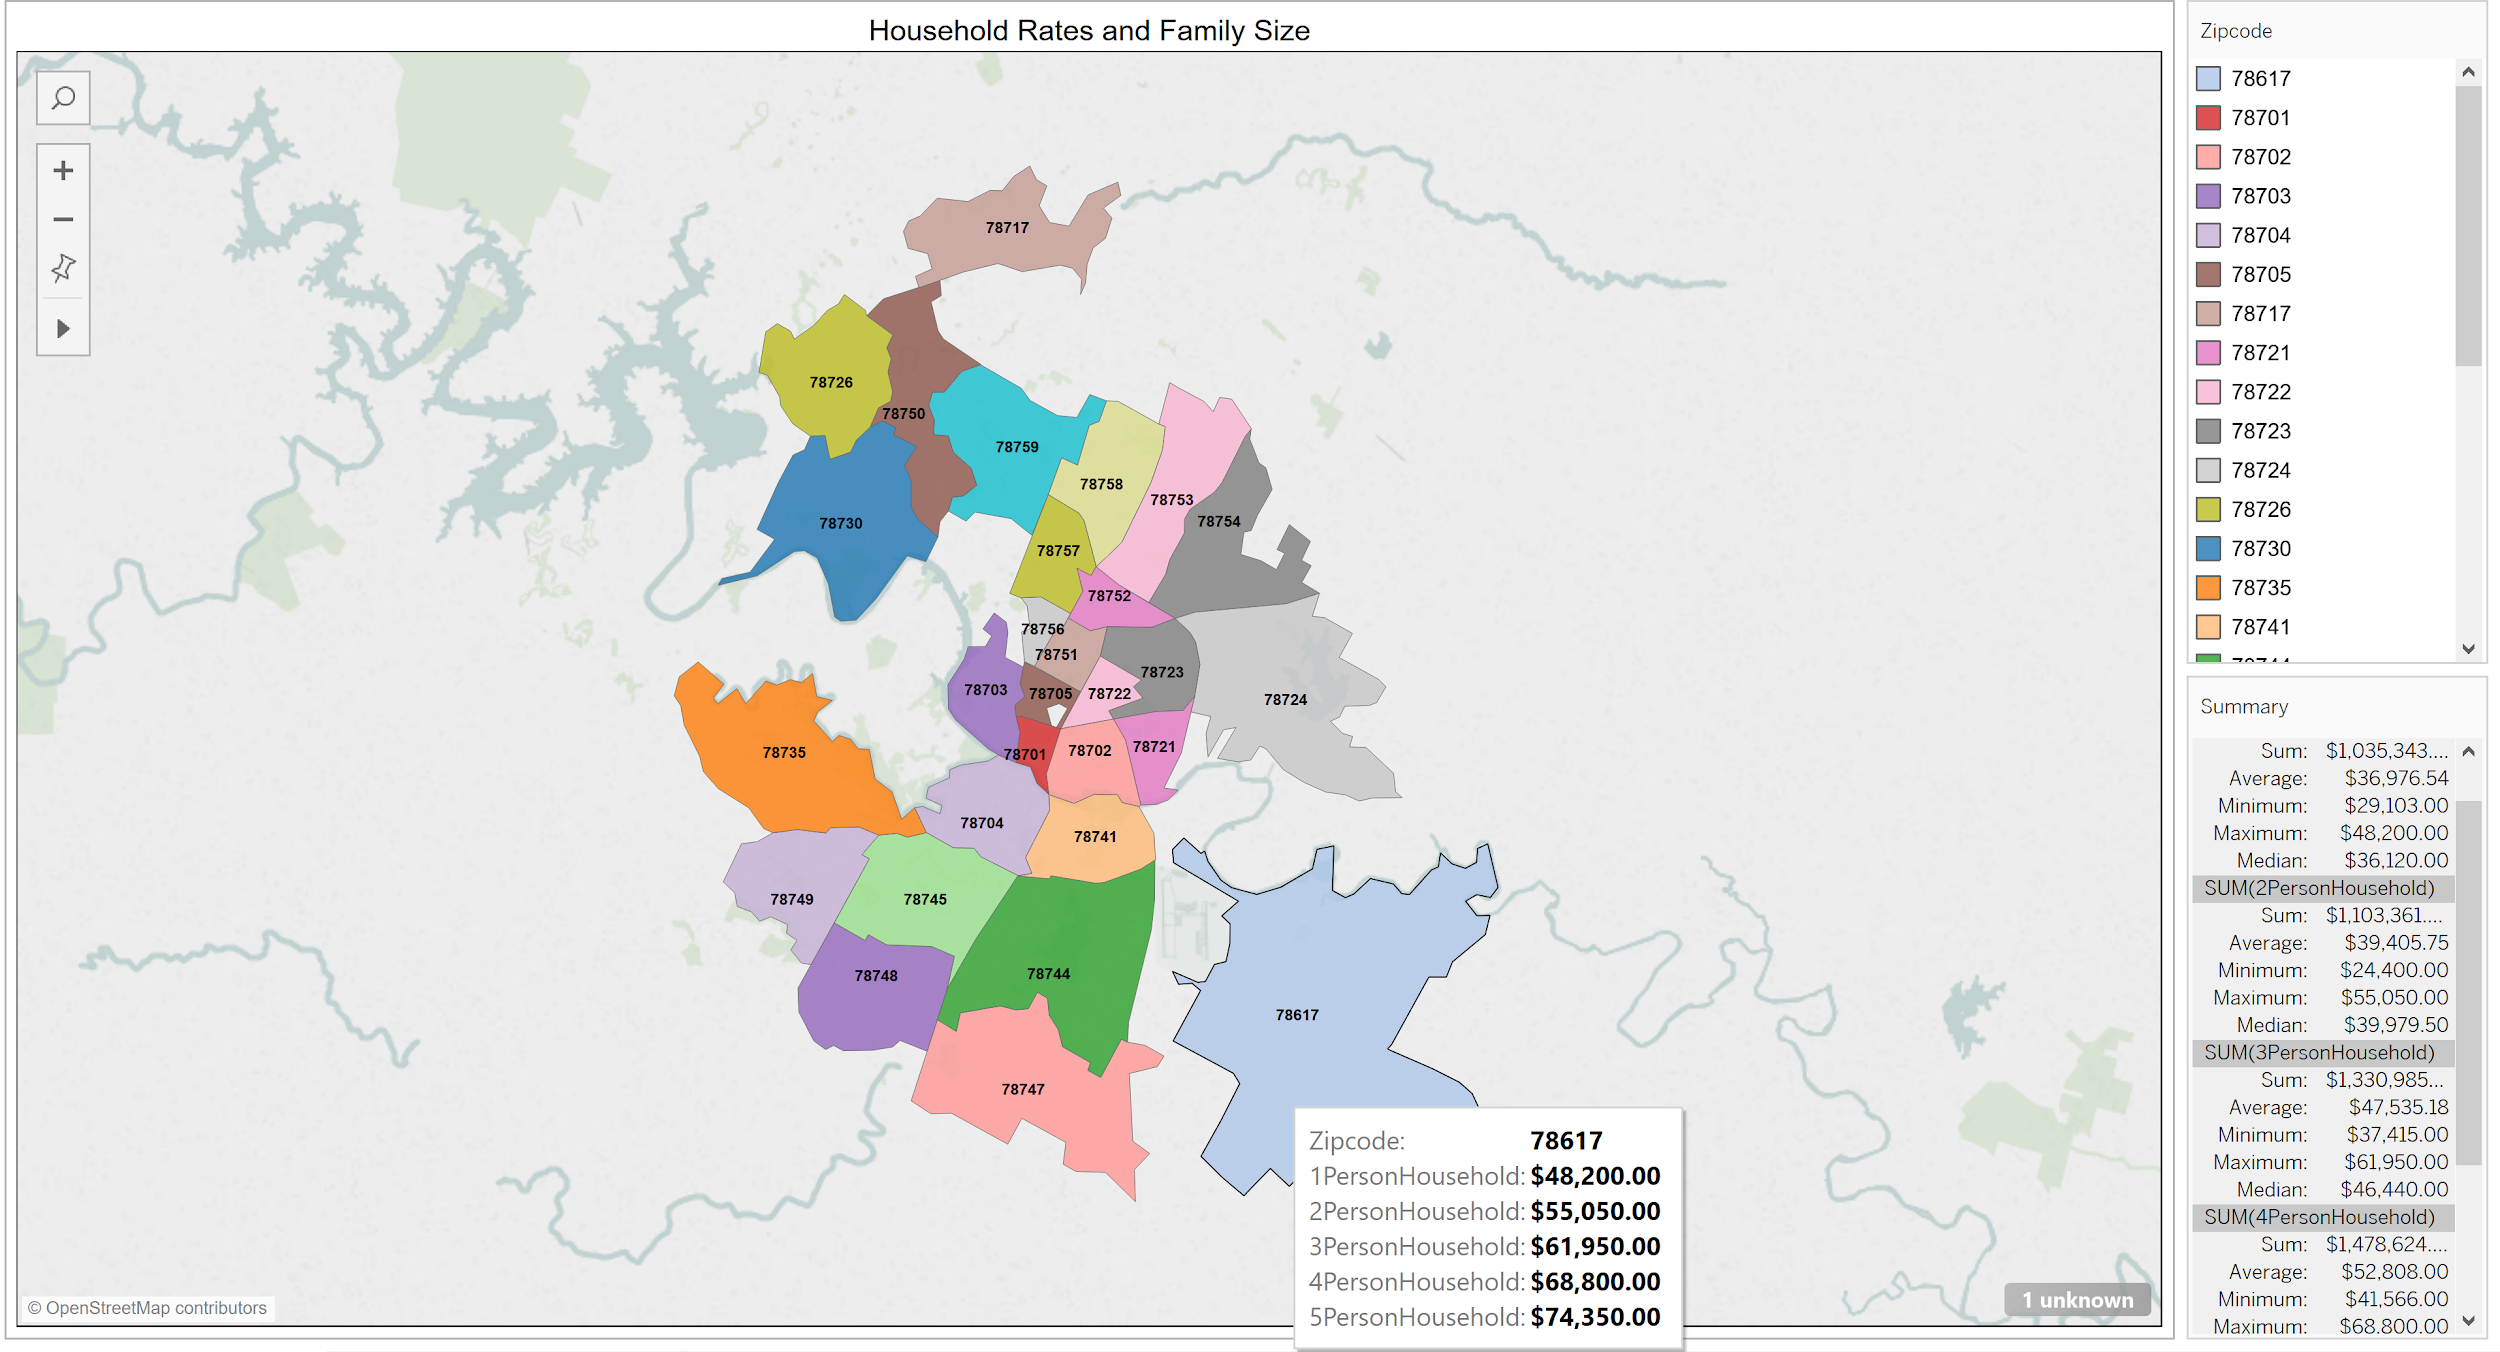 Household Rates and Family Size
78717
78726
78750
78759
78758
78753
78754
78730
78757
78752
78756
78751
78723
78703
78705
78722
78724
78735
78701
78702
78721
78704
78741
78749
78745
78748
78744
78617
78747
Zipcode: 78617
1PersonHousehold: $48,200.00
2PersonHousehold: $55,050.00
3PersonHousehold: $61,950.00
4PersonHousehold: $68,800.00
5PersonHousehold: $74,350.00
© OpenStreetMap contributors
1 unknown
Zipcode
78617
78701
78702
78703
78704
78705
78717
78721
78722
78723
78724
78726
78730
78735
78741
78744
Summary
Sum: $1,035,343....
Average: $36,976.54
Minimum: $29,103.00
Maximum: $48,200.00
Median: $36,120.00
SUM(2PersonHousehold)
Sum: $1,103,361....
Average: $39,405.75
Minimum: $24,400.00
Maximum: $55,050.00
Median: $39,979.50
SUM(3PersonHousehold)
Sum: $1,330,985...
Average: $47,535.18
Minimum: $37,415.00
Maximum: $61,950.00
Median: $46,440.00
SUM(4PersonHousehold)
Sum: $1,478,624....
Average: $52,808.00
Minimum: $41,566.00
Maximum: $68,800.00